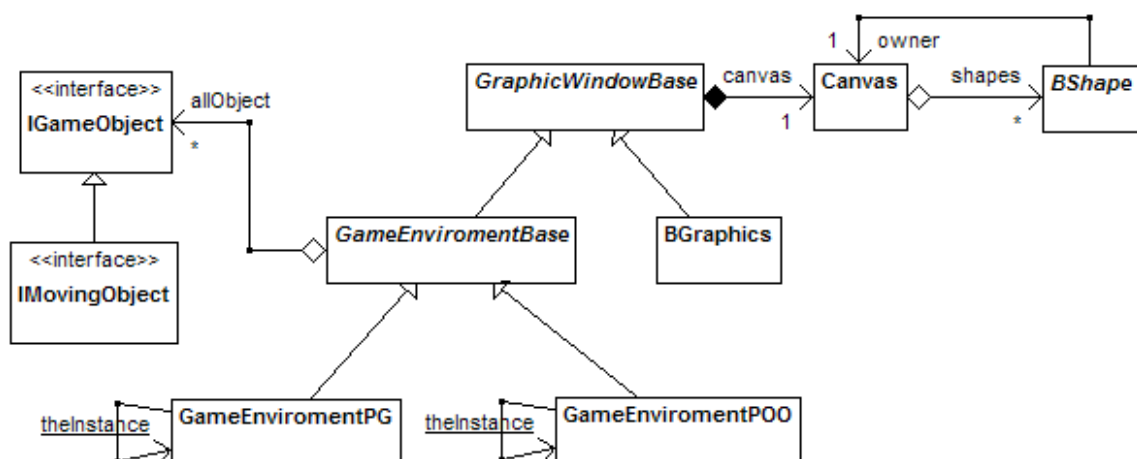 1
owner
<<interface>>
IGameObject
allObject
*
GraphicWindowBase
canvas
1
Canvas
shapes
*
BShape
<<interface>>
IMovingObject
GameEnviromentBase
BGraphics
theInstance
GameEnviromentPG
theInstance
GameEnviromentPOO